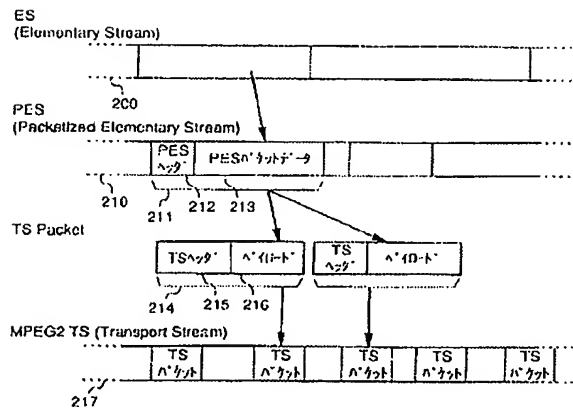 ES
(Elementary Stream)
200
PES
(Packetized Elementary Stream)
PES
ヘッダ
PESパケットデータ
211
212
213
TS Packet
TSヘッダ
ペイロード
TS
ヘッダ
ペイロード
214
215
216
MPEG2 TS (Transport Stream)
TS
パケット
TS
パケット
TS
パケット
TS
パケット
TS
パケット
217